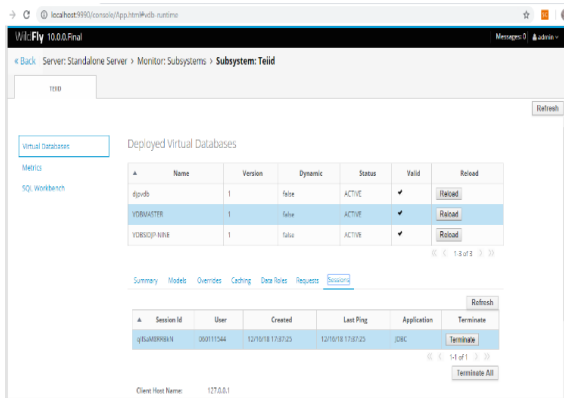 localhost:9990/console/App.html#vdb-runtime
WildFly 10.0.0.Final
Messages: 0 admin
« Back Server: Standalone Server > Monitor: Subsystems > Subsystem: Teiid
TEIID
Refresh
Virtual Databases
Metrics
SQL Workbench
Deployed Virtual Databases
Name Version Dynamic Status Valid Reload
1 false ACTIVE Reload
VDBMASTER 1 false ACTIVE Reload
1 false ACTIVE Reload
1-3 of 3
Summary Models Overrides Caching Data Roles Requests Sessions
Refresh
Session Id User Created Last Ping Application Terminate
12/10/18 17:37:25 12/10/18 17:37:25 JDBC Terminate
1-1 of 1
Terminate All
Client Host Name: 127.0.0.1